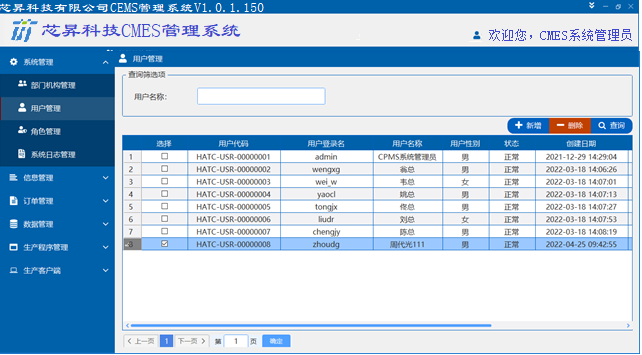 芯昇科技有限公司CEMS管理系统V1.0.1.150
芯昇科技CMES管理系统
欢迎您,CMES系统管理员
系统管理
部门机构管理
用户管理
角色管理
系统日志管理
信息管理
订单管理
数据管理
生产程序管理
生产客户端
用户管理
查询筛选项
用户名称:
新增 删除 查询
选择 用户代码 用户登录名 用户名称 用户性别 状态 创建日期
1 HATC-USR-00000001 admin CPMS系统管理员 男 正常 2021-12-29 14:29:04
2 HATC-USR-00000002 wengxg 翁总 男 正常 2022-03-18 14:06:26
3 HATC-USR-00000003 wei_w 韦总 女 正常 2022-03-18 14:07:01
4 HATC-USR-00000004 yaocl 姚总 男 正常 2022-03-18 14:07:13
5 HATC-USR-00000005 tongjx 佟总 男 正常 2022-03-18 14:07:27
6 HATC-USR-00000006 liudr 刘总 女 正常 2022-03-18 14:07:53
7 HATC-USR-00000007 chengjy 陈总 男 正常 2022-03-18 14:08:19
HATC-USR-00000008 zhoudg 周代光111 男 正常 2022-04-25 09:42:55
上一页 1 下一页 第 1 页 确定